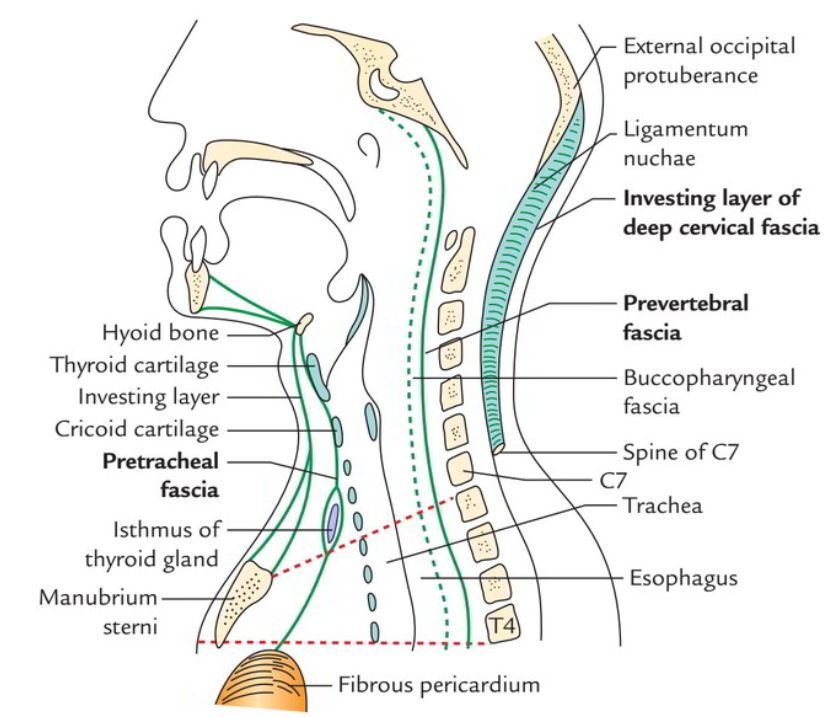 External occipital
protuberance
Ligamentum
nuchae
Investing layer of
deep cervical fascia
Prevertebral
fascia
Buccopharyngeal
fascia
Spine of C7
C7
Trachea
Esophagus
T4
Hyoid bone
Thyroid cartilage
Investing layer
Cricoid cartilage
Pretracheal
fascia
Isthmus of
thyroid gland
Manubrium
sterni
Fibrous pericardium